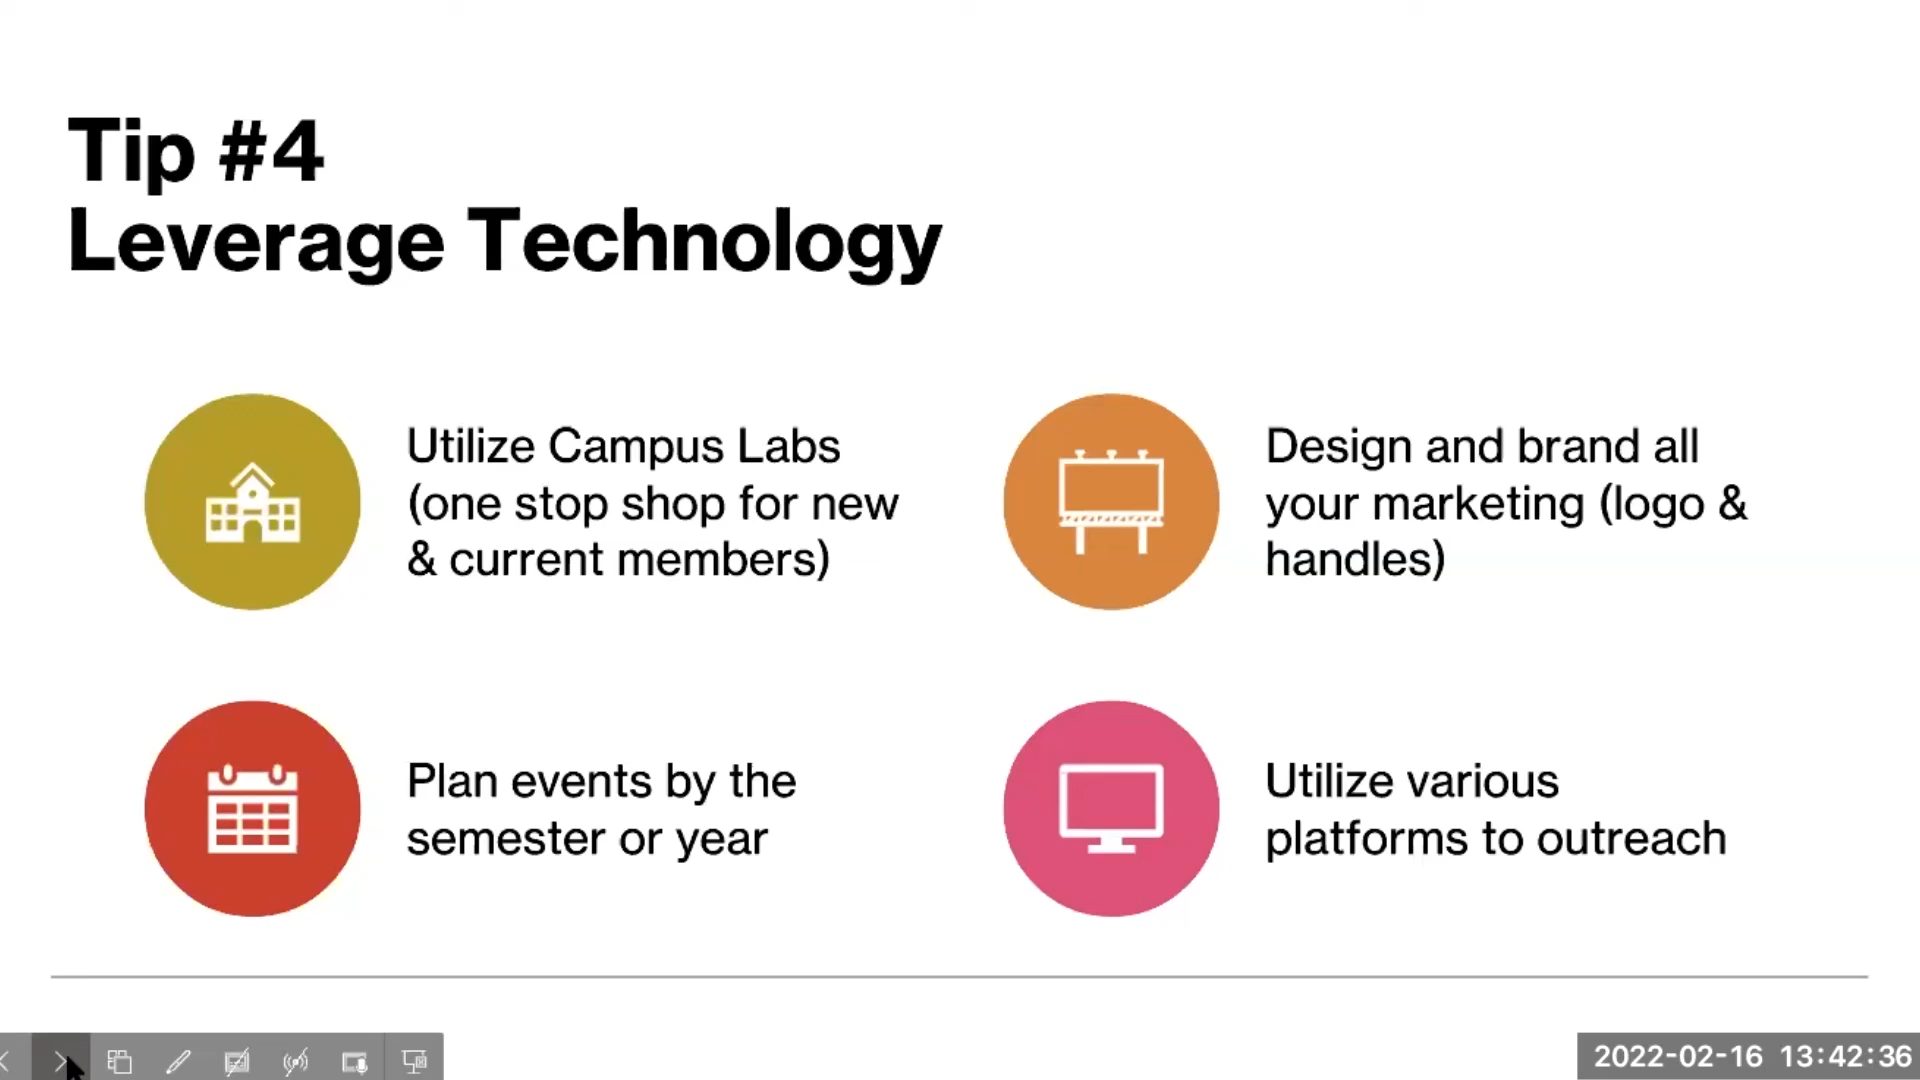 Tip #4
Leverage Technology
Utilize Campus Labs
(one stop shop for new
& current members)
Design and brand all
your marketing (logo &
handles)
Plan events by the
semester or year
Utilize various
platforms to outreach
2022-02-16 13:42:36